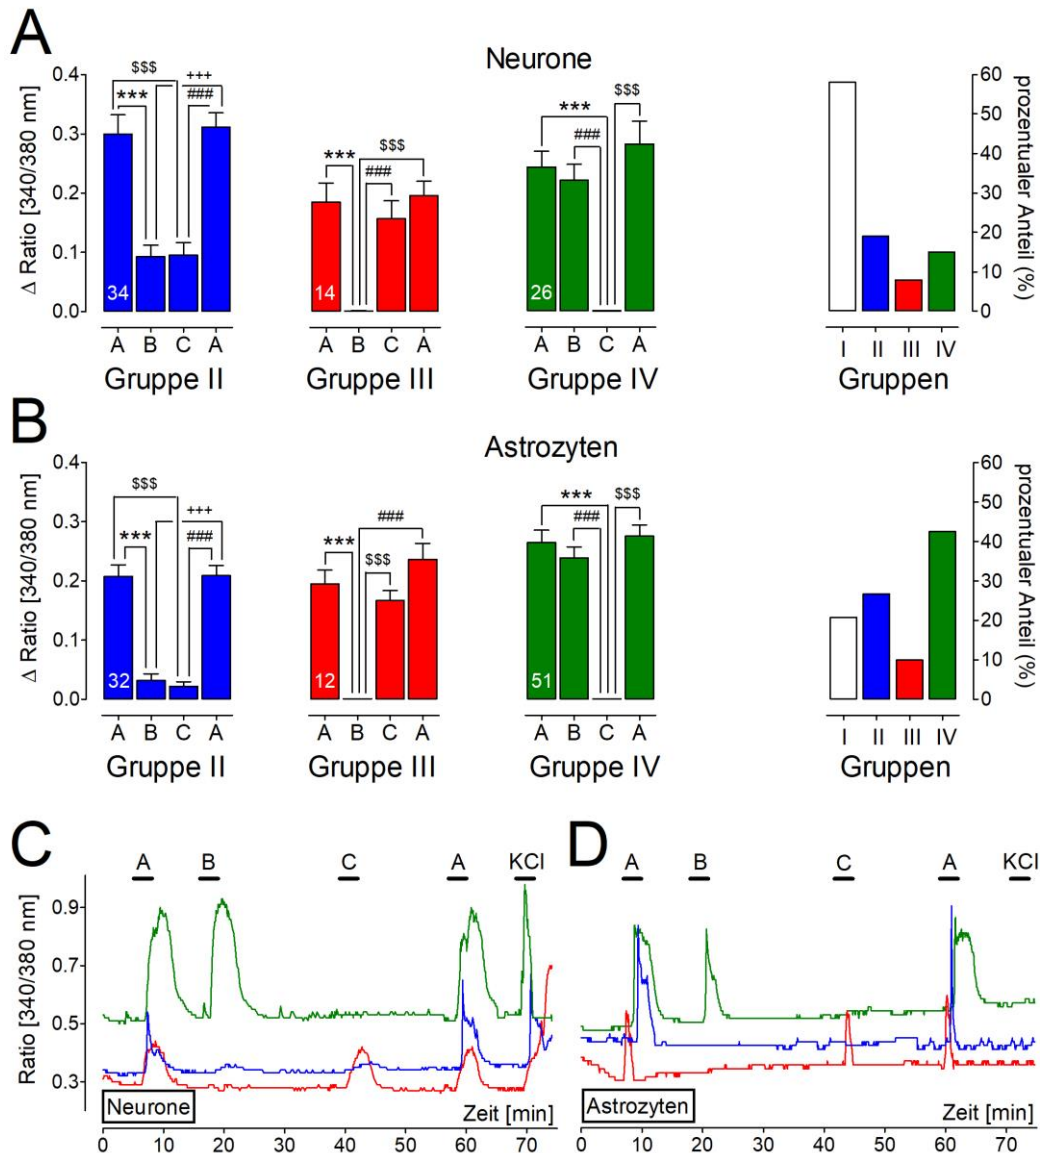 A
Neurone
Δ Ratio [340/380 nm]
0.4
0.3
0.2
0.1
0.0
$$$
***
+++
###
34
A B C A
Gruppe II
***
$$$
###
14
A B C A
Gruppe III
***
$$$
###
26
A B C A
Gruppe IV
60
50
40
30
20
10
0
prozentualer Anteil (%)
I II III IV
Gruppen
B
Astrozyten
Δ Ratio [340/380 nm]
0.4
0.3
0.2
0.1
0.0
$$$
***
+++
###
32
A B C A
Gruppe II
###
***
$$$
12
A B C A
Gruppe III
***
$$$
###
51
A B C A
Gruppe IV
60
50
40
30
20
10
0
prozentualer Anteil (%)
I II III IV
Gruppen
C
A B C A KCl
Ratio [340/380 nm]
0.9
0.7
0.5
0.3
Neurone
Zeit [min]
0 10 20 30 40 50 60 70
D
A B C A KCl
Astrozyten
Zeit [min]
0 10 20 30 40 50 60 70